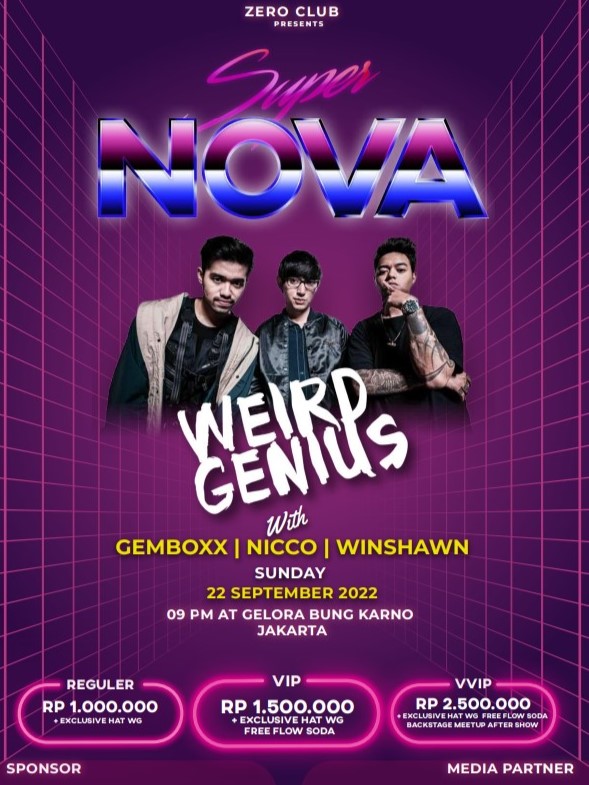 ZERO CLUB
PRESENTS
Super
NOVA
WEIRD
GENIUS
With
GEMBOXX | NICCO | WINSHAWN
SUNDAY
22 SEPTEMBER 2022
09 PM AT GELORA BUNG KARNO
JAKARTA
REGULER
RP 1.000.000
+ EXCLUSIVE HAT WG
VIP
RP 1.500.000
+ EXCLUSIVE HAT WG
FREE FLOW SODA
VVIP
RP 2.500.000
+ EXCLUSIVE HAT WG FREE FLOW SODA
BACKSTAGE MEETUP AFTER SHOW
SPONSOR
MEDIA PARTNER